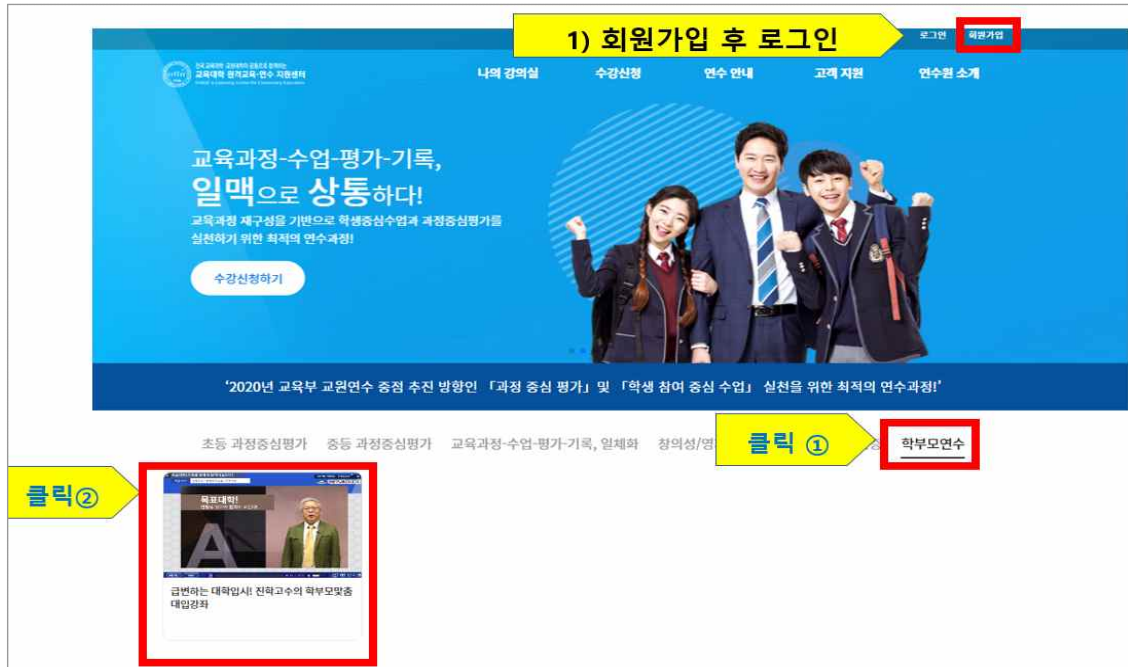 1) 회원가입 후 로그인
로그인 회원가입
교육대학 원격교육·연수 지원센터
나의 강의실 수강신청 연수 안내 고객 지원 연수원 소개
교육과정-수업-평가-기록,
일맥으로 상통하다!
교육과정 재구성을 기반으로 학생중심수업과 과정중심평가를
실천하기 위한 최적의 연수과정!
수강신청하기
'2020년 교육부 교원연수 중점 추진 방향인 「과정 중심 평가」 및 「학생 참여 중심 수업」 실천을 위한 최적의 연수과정!'
초등 과정중심평가 중등 과정중심평가 교육과정-수업-평가-기록, 일체화 창의성/영 클릭 ① 학부모연수
클릭②
목표대학!
A
급변하는 대학입시! 진학고수의 학부모맞춤
대입강좌